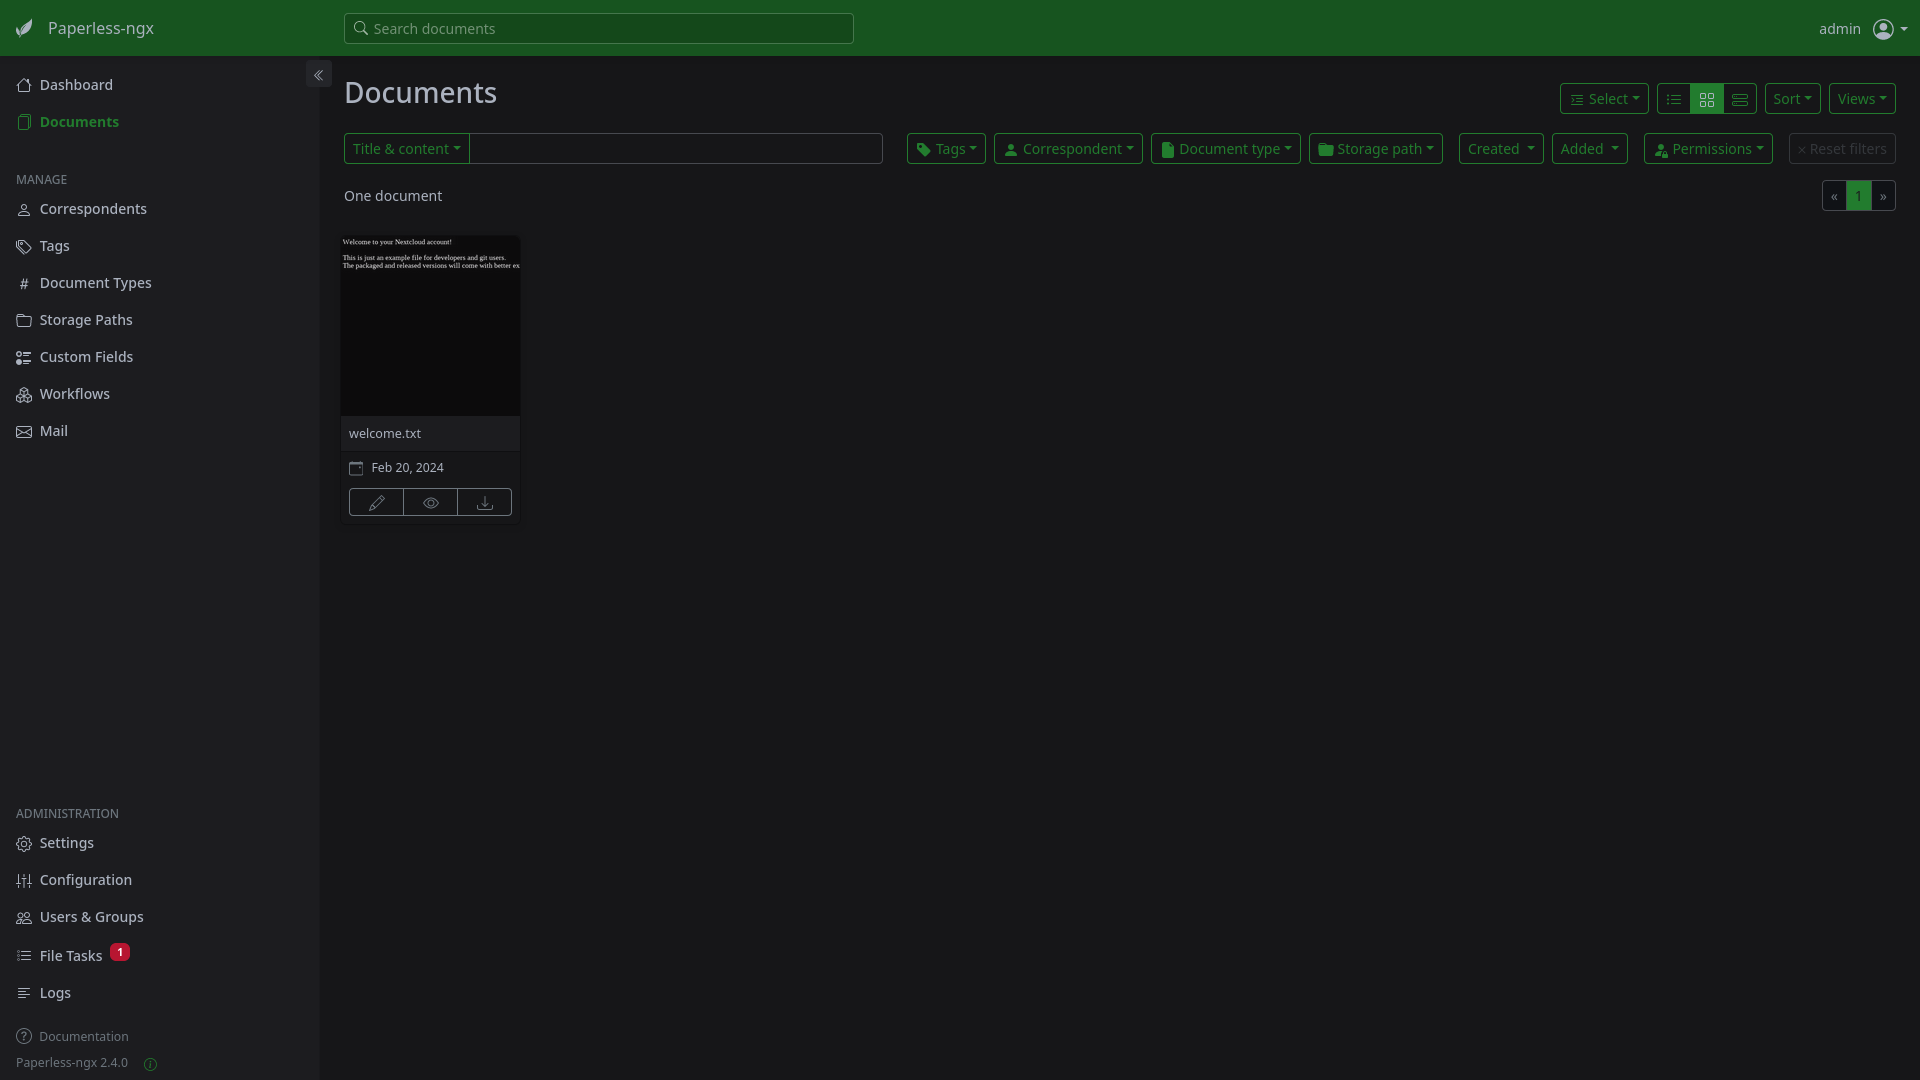 Paperless-ngx
Search documents
admin
Dashboard
Documents
MANAGE
Correspondents
Tags
Document Types
Storage Paths
Custom Fields
Workflows
Mail
ADMINISTRATION
Settings
Configuration
Users & Groups
File Tasks 1
Logs
Documentation
Paperless-ngx 2.4.0
Documents
Select
Sort
Views
Title & content
Tags
Correspondent
Document type
Storage path
Created
Added
Permissions
Reset filters
One document
« 1 »
Welcome to your Nextcloud account!
This is just an example file for developers and git users.
The packaged and released versions will come with better ex
welcome.txt
Feb 20, 2024